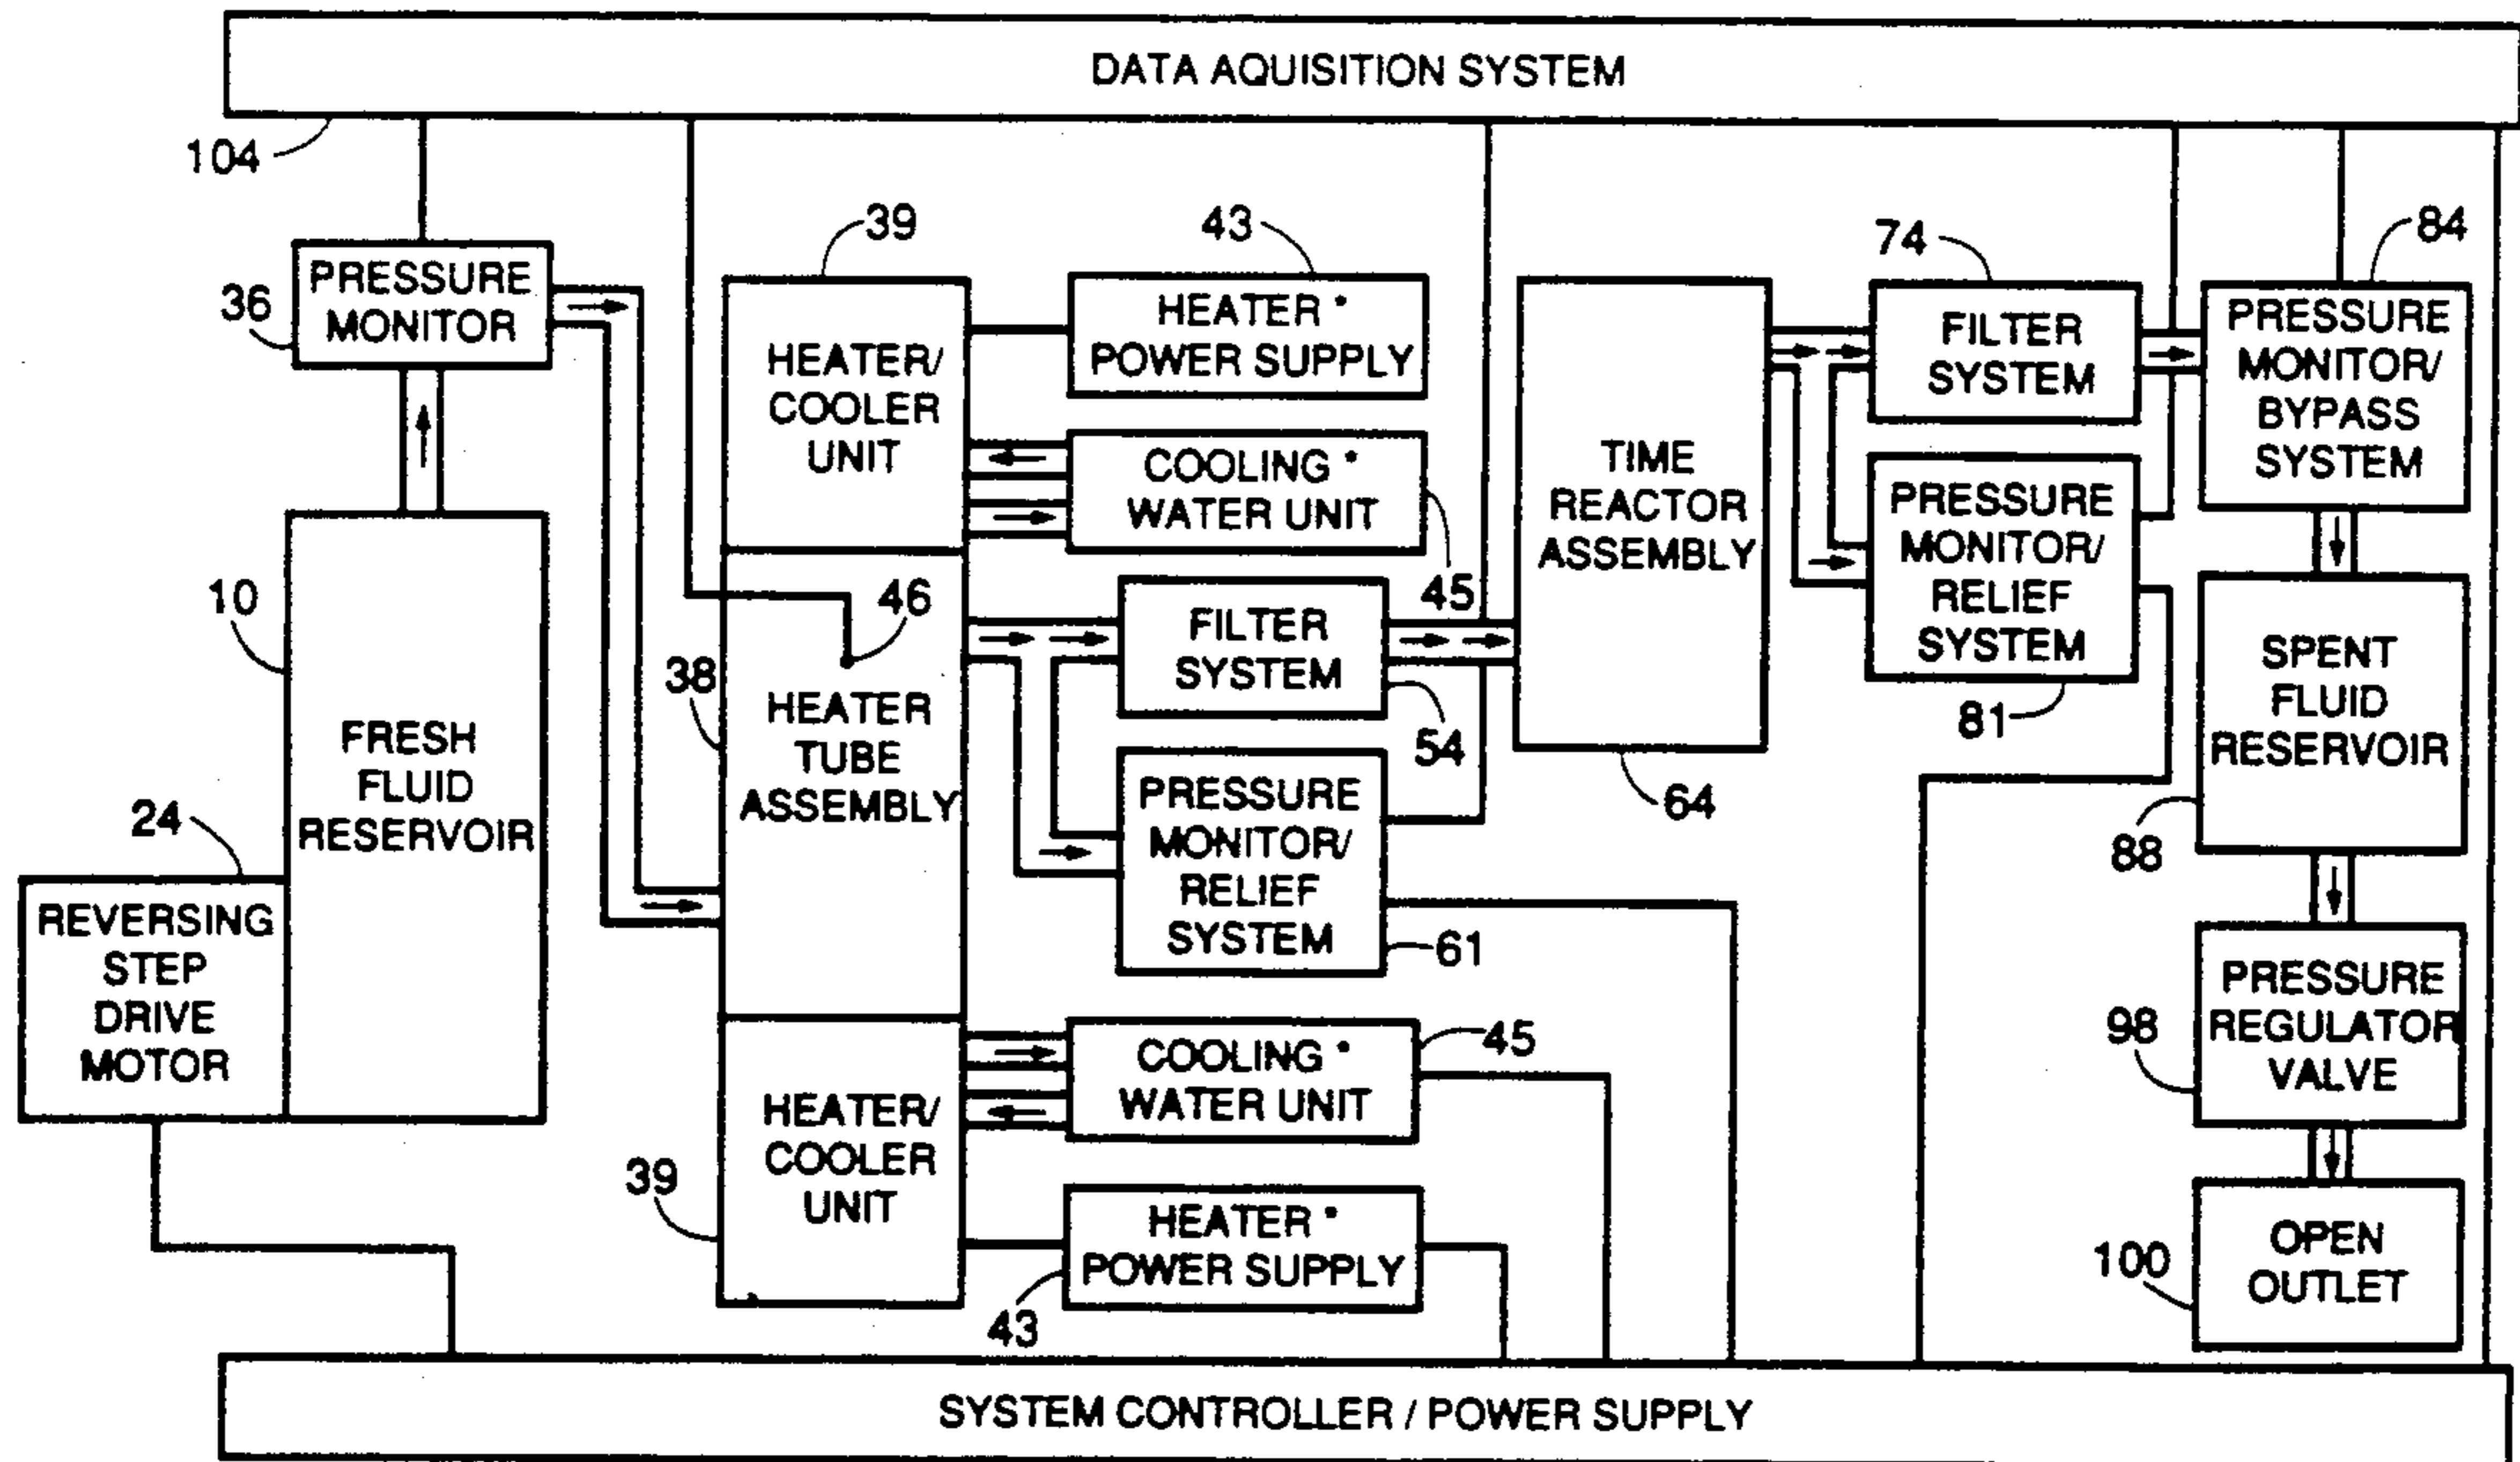 DATA AQUISITION SYSTEM
104
36
PRESSURE
MONITOR
39
HEATER/
COOLER
UNIT
43
HEATER *
POWER SUPPLY
COOLING *
WATER UNIT
45
46
38
HEATER
TUBE
ASSEMBLY
FILTER
SYSTEM
54
PRESSURE
MONITOR/
RELIEF
SYSTEM
61
10
FRESH
FLUID
RESERVOIR
24
REVERSING
STEP
DRIVE
MOTOR
39
HEATER/
COOLER
UNIT
COOLING *
WATER UNIT
45
HEATER *
POWER SUPPLY
43
TIME
REACTOR
ASSEMBLY
64
74
FILTER
SYSTEM
PRESSURE
MONITOR/
RELIEF
SYSTEM
81
84
PRESSURE
MONITOR/
BYPASS
SYSTEM
SPENT
FLUID
RESERVOIR
88
PRESSURE
REGULATOR
VALVE
98
OPEN
OUTLET
100
SYSTEM CONTROLLER / POWER SUPPLY